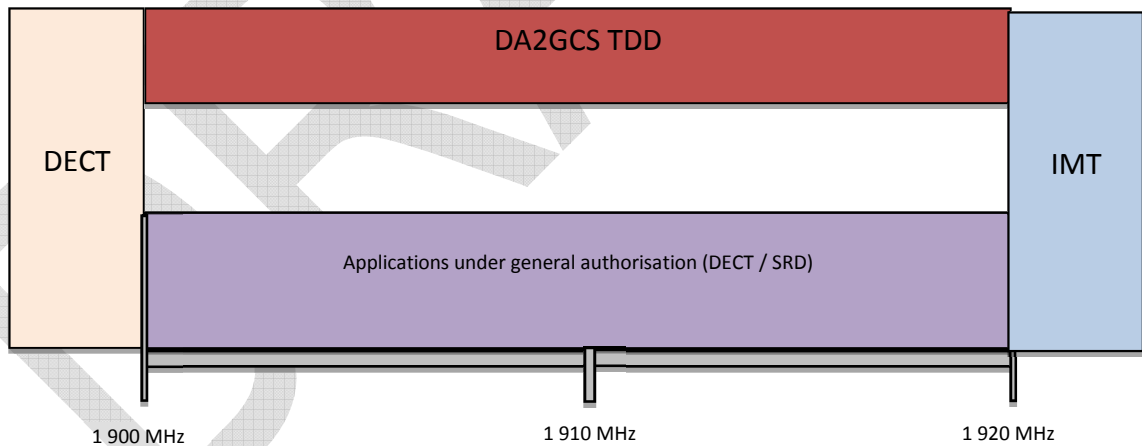 DA2GCS TDD
DECT
IMT
Applications under general authorisation (DECT / SRD)
1 900 MHz
1 910 MHz
1 920 MHz